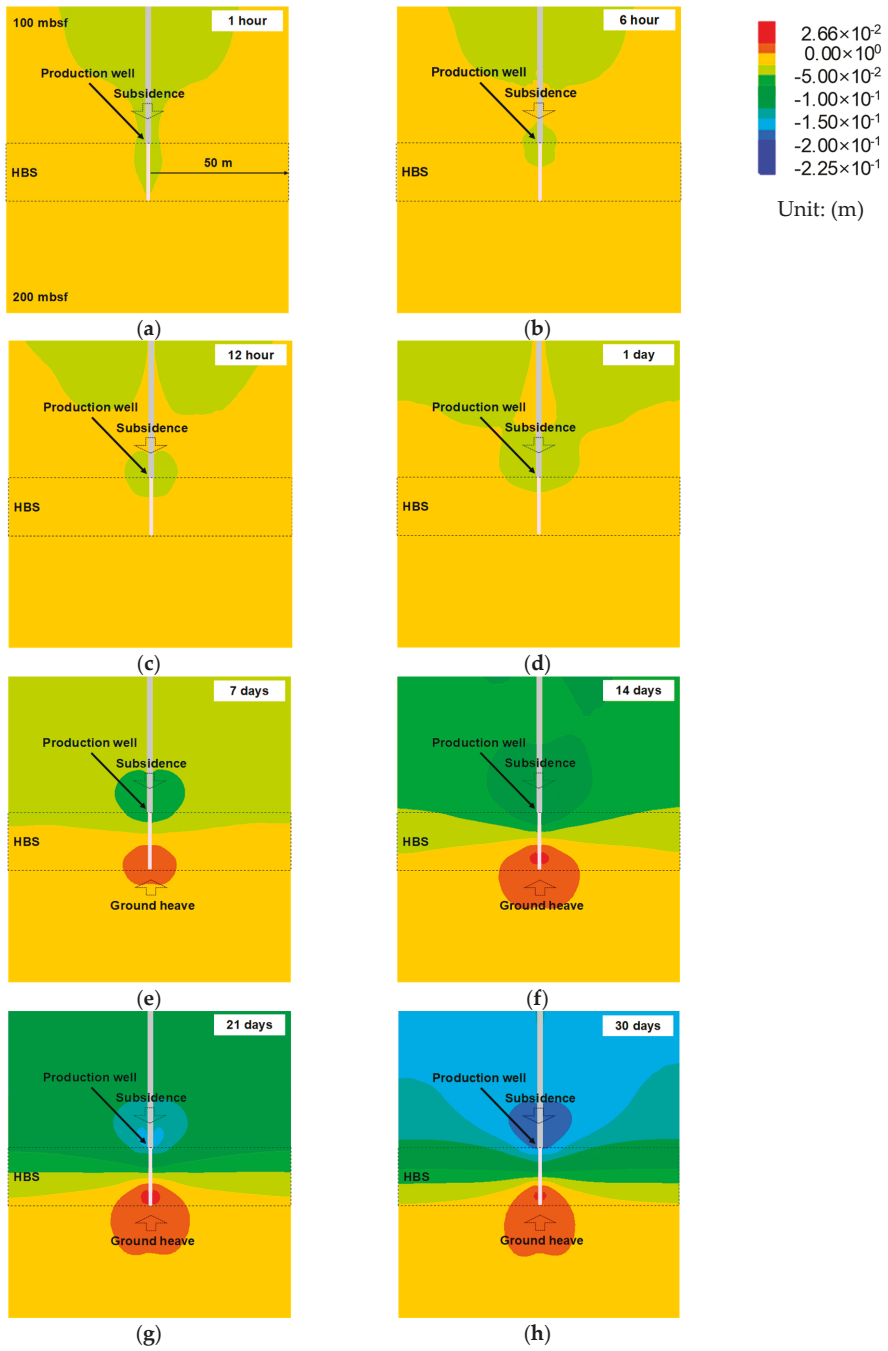 100 mbsf
1 hour
Production well
Subsidence
50 m
HBS
200 mbsf
(a)
6 hour
Production well
Subsidence
HBS
(b)
2.66×10⁻²
0.00×10⁰
-5.00×10⁻²
-1.00×10⁻¹
-1.50×10⁻¹
-2.00×10⁻¹
-2.25×10⁻¹
Unit: (m)
12 hour
Production well
Subsidence
HBS
(c)
1 day
Production well
Subsidence
HBS
(d)
7 days
Production well
Subsidence
HBS
Ground heave
(e)
14 days
Production well
Subsidence
HBS
Ground heave
(f)
21 days
Production well
Subsidence
HBS
Ground heave
(g)
30 days
Production well
Subsidence
HBS
Ground heave
(h)